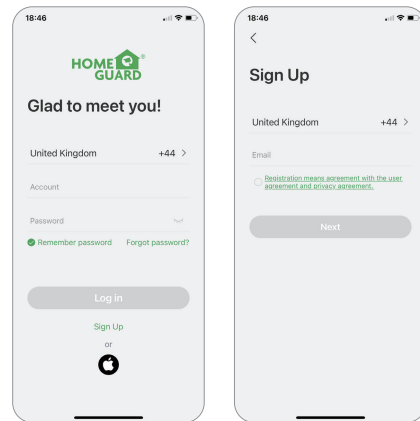 18:46
HOME
GUARD
®
Glad to meet you!
United Kingdom +44 >
Account
Password
Remember password Forgot password?
Log in
Sign Up
or
18:46
<
Sign Up
United Kingdom +44 >
Email
Registration means agreement with the user
agreement and privacy agreement.
Next